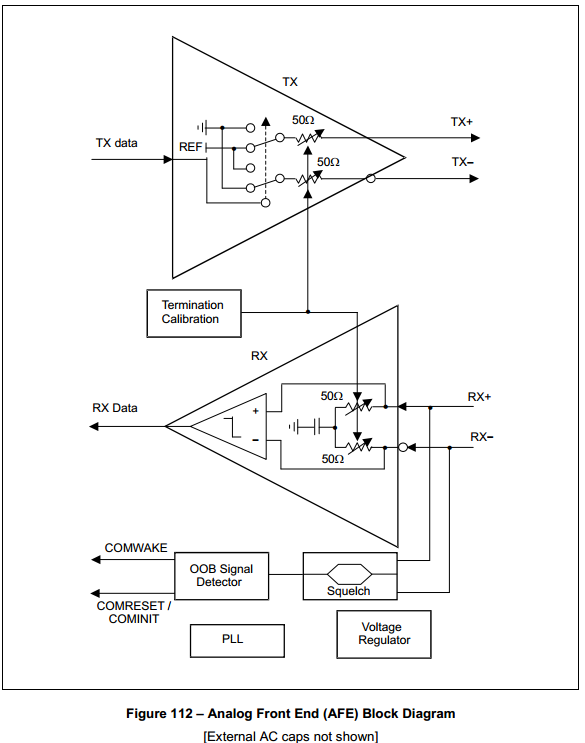 TX
50Ω
TX+
TX data
REF
50Ω
TX–
Termination
Calibration
RX
50Ω
RX+
RX Data
+
–
RX–
50Ω
COMWAKE
OOB Signal
Detector
Squelch
COMRESET /
COMINIT
PLL
Voltage
Regulator
Figure 112 – Analog Front End (AFE) Block Diagram
[External AC caps not shown]